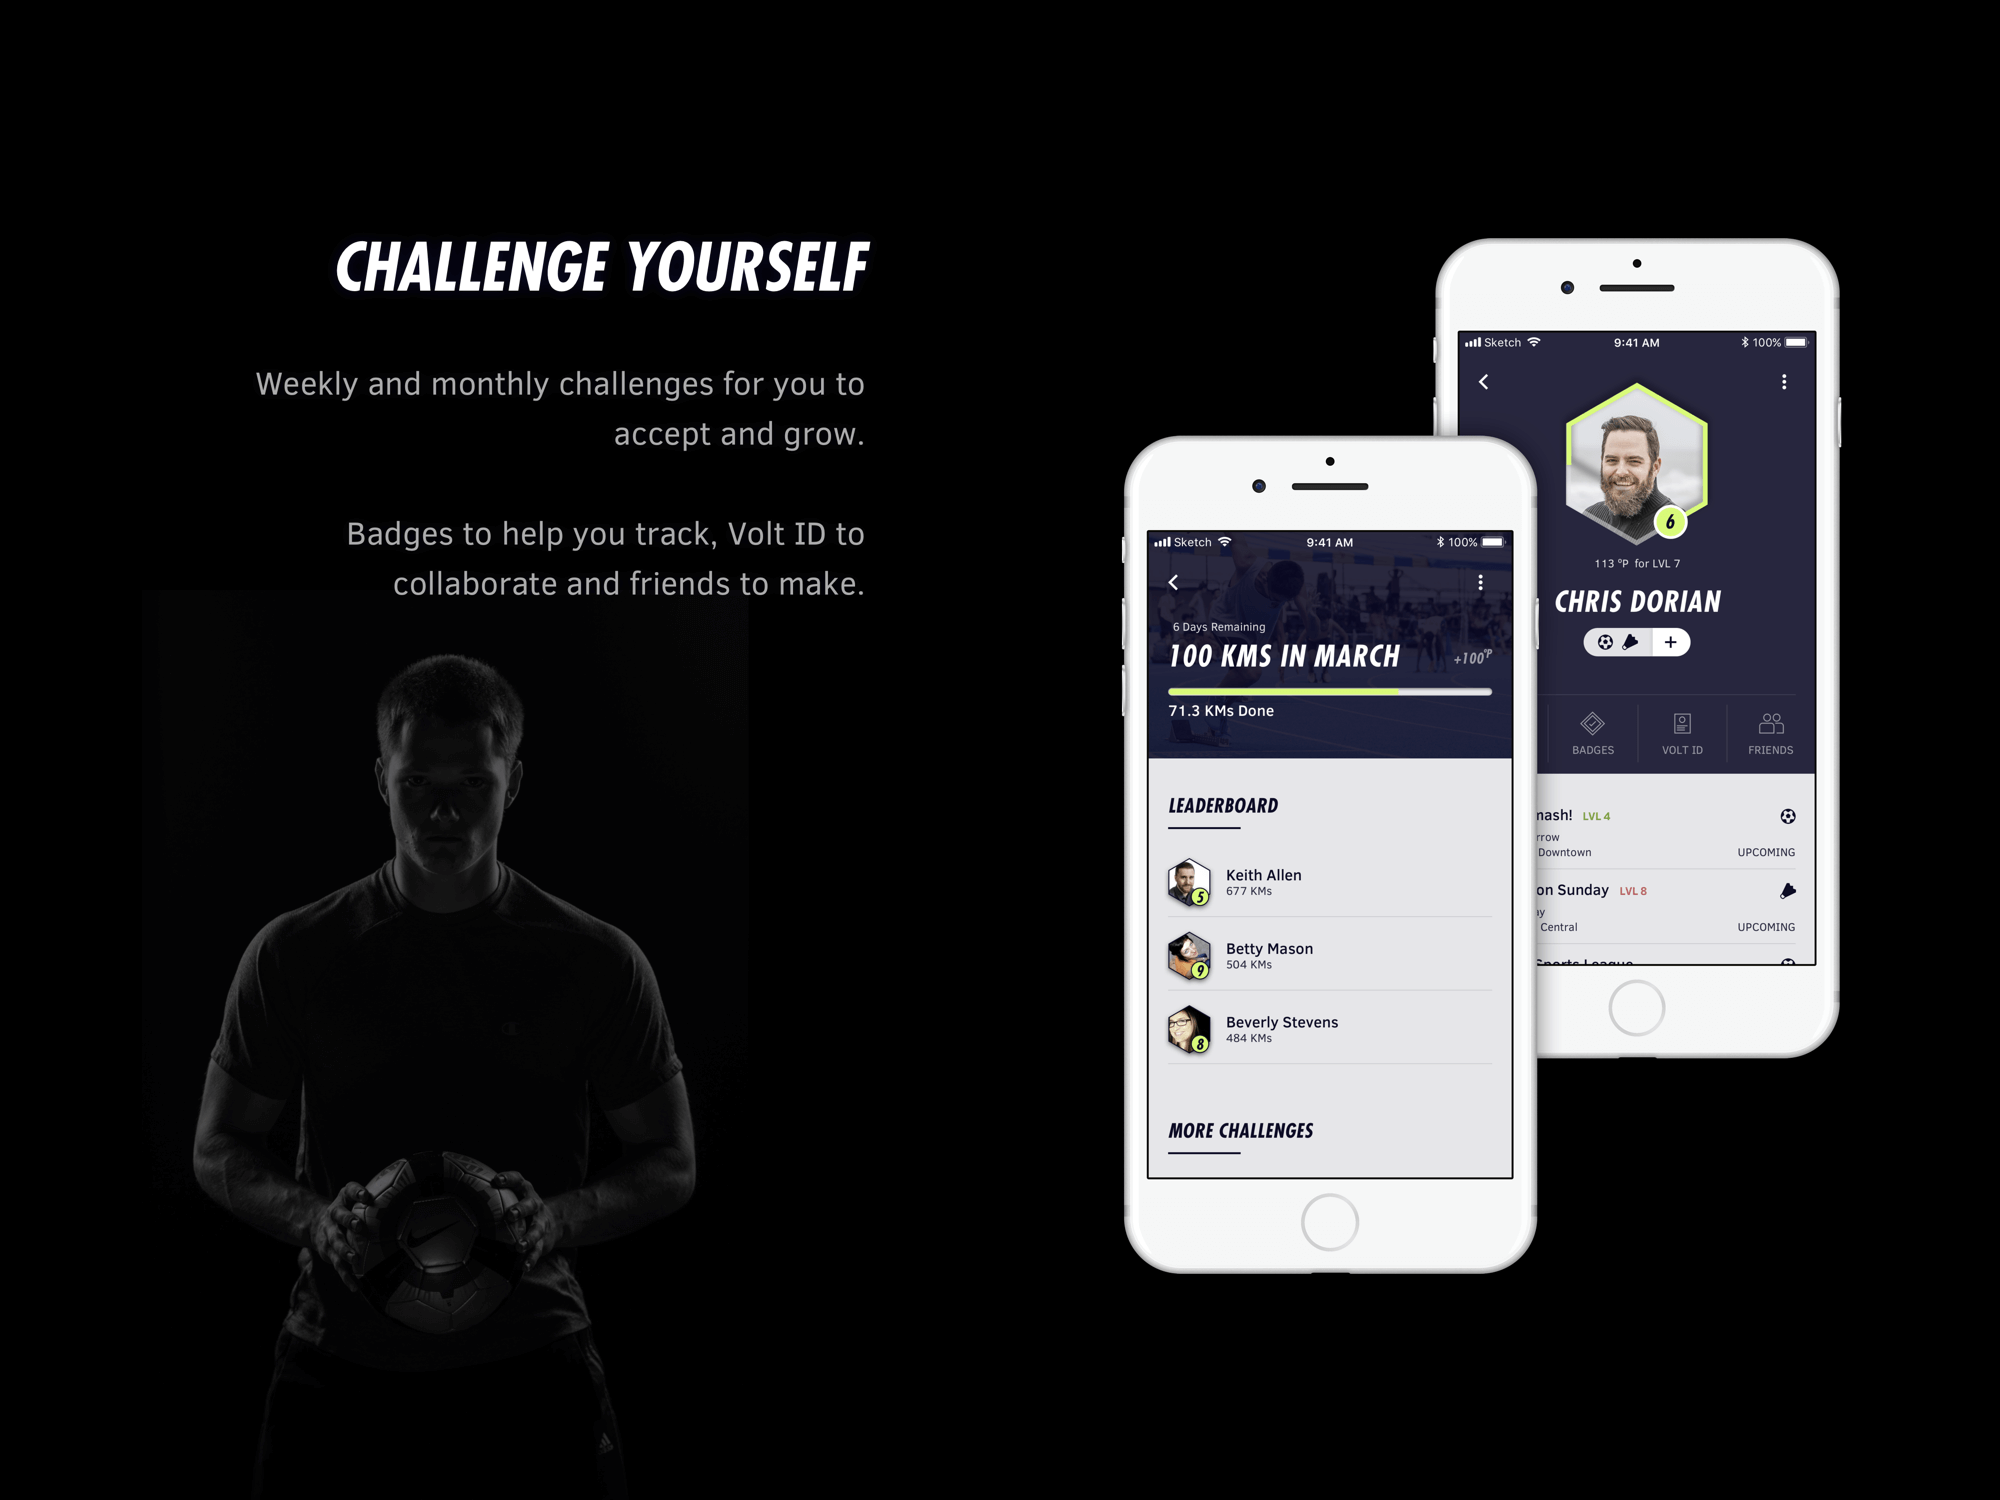 CHALLENGE YOURSELF
Weekly and monthly challenges for you to
accept and grow.
Badges to help you track, Volt ID to
collaborate and friends to make.
Sketch 9:41 AM 100%
6 Days Remaining
100 KMS IN MARCH +100°P
71.3 KMs Done
LEADERBOARD
5
Keith Allen
677 KMs
9
Betty Mason
504 KMs
8
Beverly Stevens
484 KMs
MORE CHALLENGES
Sketch 9:41 AM 100%
6
113 °P for LVL 7
CHRIS DORIAN
+
BADGES VOLT ID FRIENDS
mash! LVL 4
rrow
Downtown UPCOMING
on Sunday LVL 8
ay
Central UPCOMING
Sports League